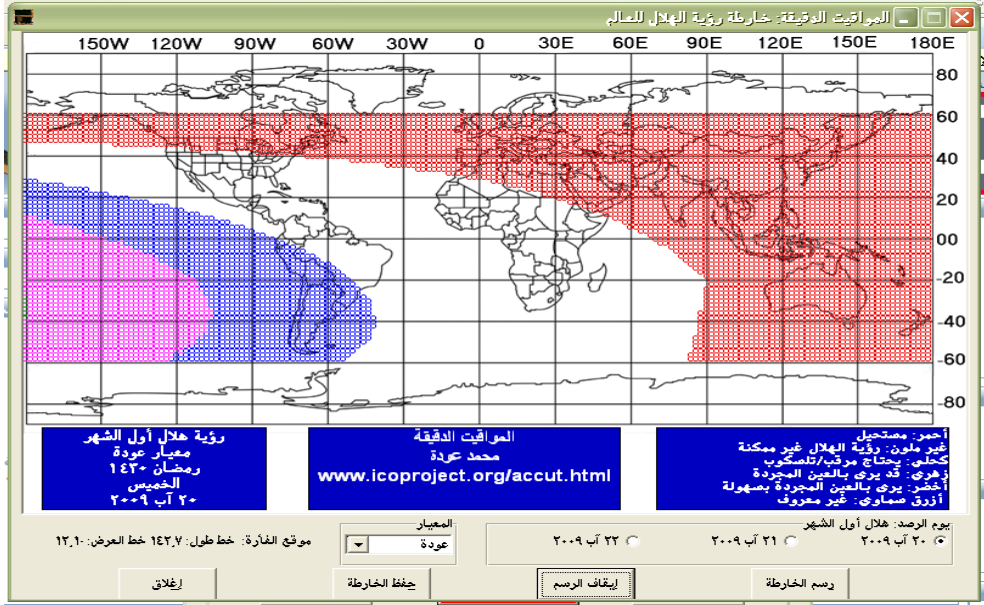 المواقيت الدقيقة: خارطة رؤية الهلال للعالم
150W 120W 90W 60W 30W 0 30E 60E 90E 120E 150E 180E
80
60
40
20
00
-20
-40
-60
-80
رؤية هلال أول الشهر
معيار عودة
رمضان ١٤٣٠
الخميس
٢٠ آب ٢٠٠٩
المواقيت الدقيقة
محمد عودة
www.icoproject.org/accut.html
أحمر: مستحيل
غير ملون: رؤية الهلال غير ممكنة
كحلي: يحتاج مرقب/تلسكوب
زهري: قد يرى بالعين المجردة
أخضر: يرى بالعين المجردة بسهولة
أزرق سماوي: غير معروف
يوم الرصد: هلال أول الشهر
٢٠ آب ٢٠٠٩
٢١ آب ٢٠٠٩
٢٢ آب ٢٠٠٩
المعيار
عودة
موقع الفأرة: خط طول: ١٤٢,٧ خط العرض: ١٢,١٠
رسم الخارطة
إيقاف الرسم
حفظ الخارطة
إغلاق